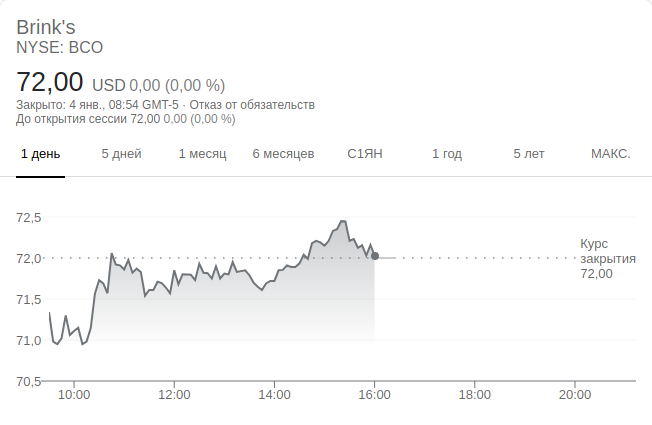 Brink's
NYSE: BCO
72,00 USD 0,00 (0,00 %)
Закрыто: 4 янв., 08:54 GMT-5 · Отказ от обязательств
До открытия сессии 72,00 0,00 (0,00 %)
1 день 5 дней 1 месяц 6 месяцев С1ЯН 1 год 5 лет МАКС.
72,5
72,0
71,5
71,0
70,5
Курс
закрытия
72,00
10:00 12:00 14:00 16:00 18:00 20:00